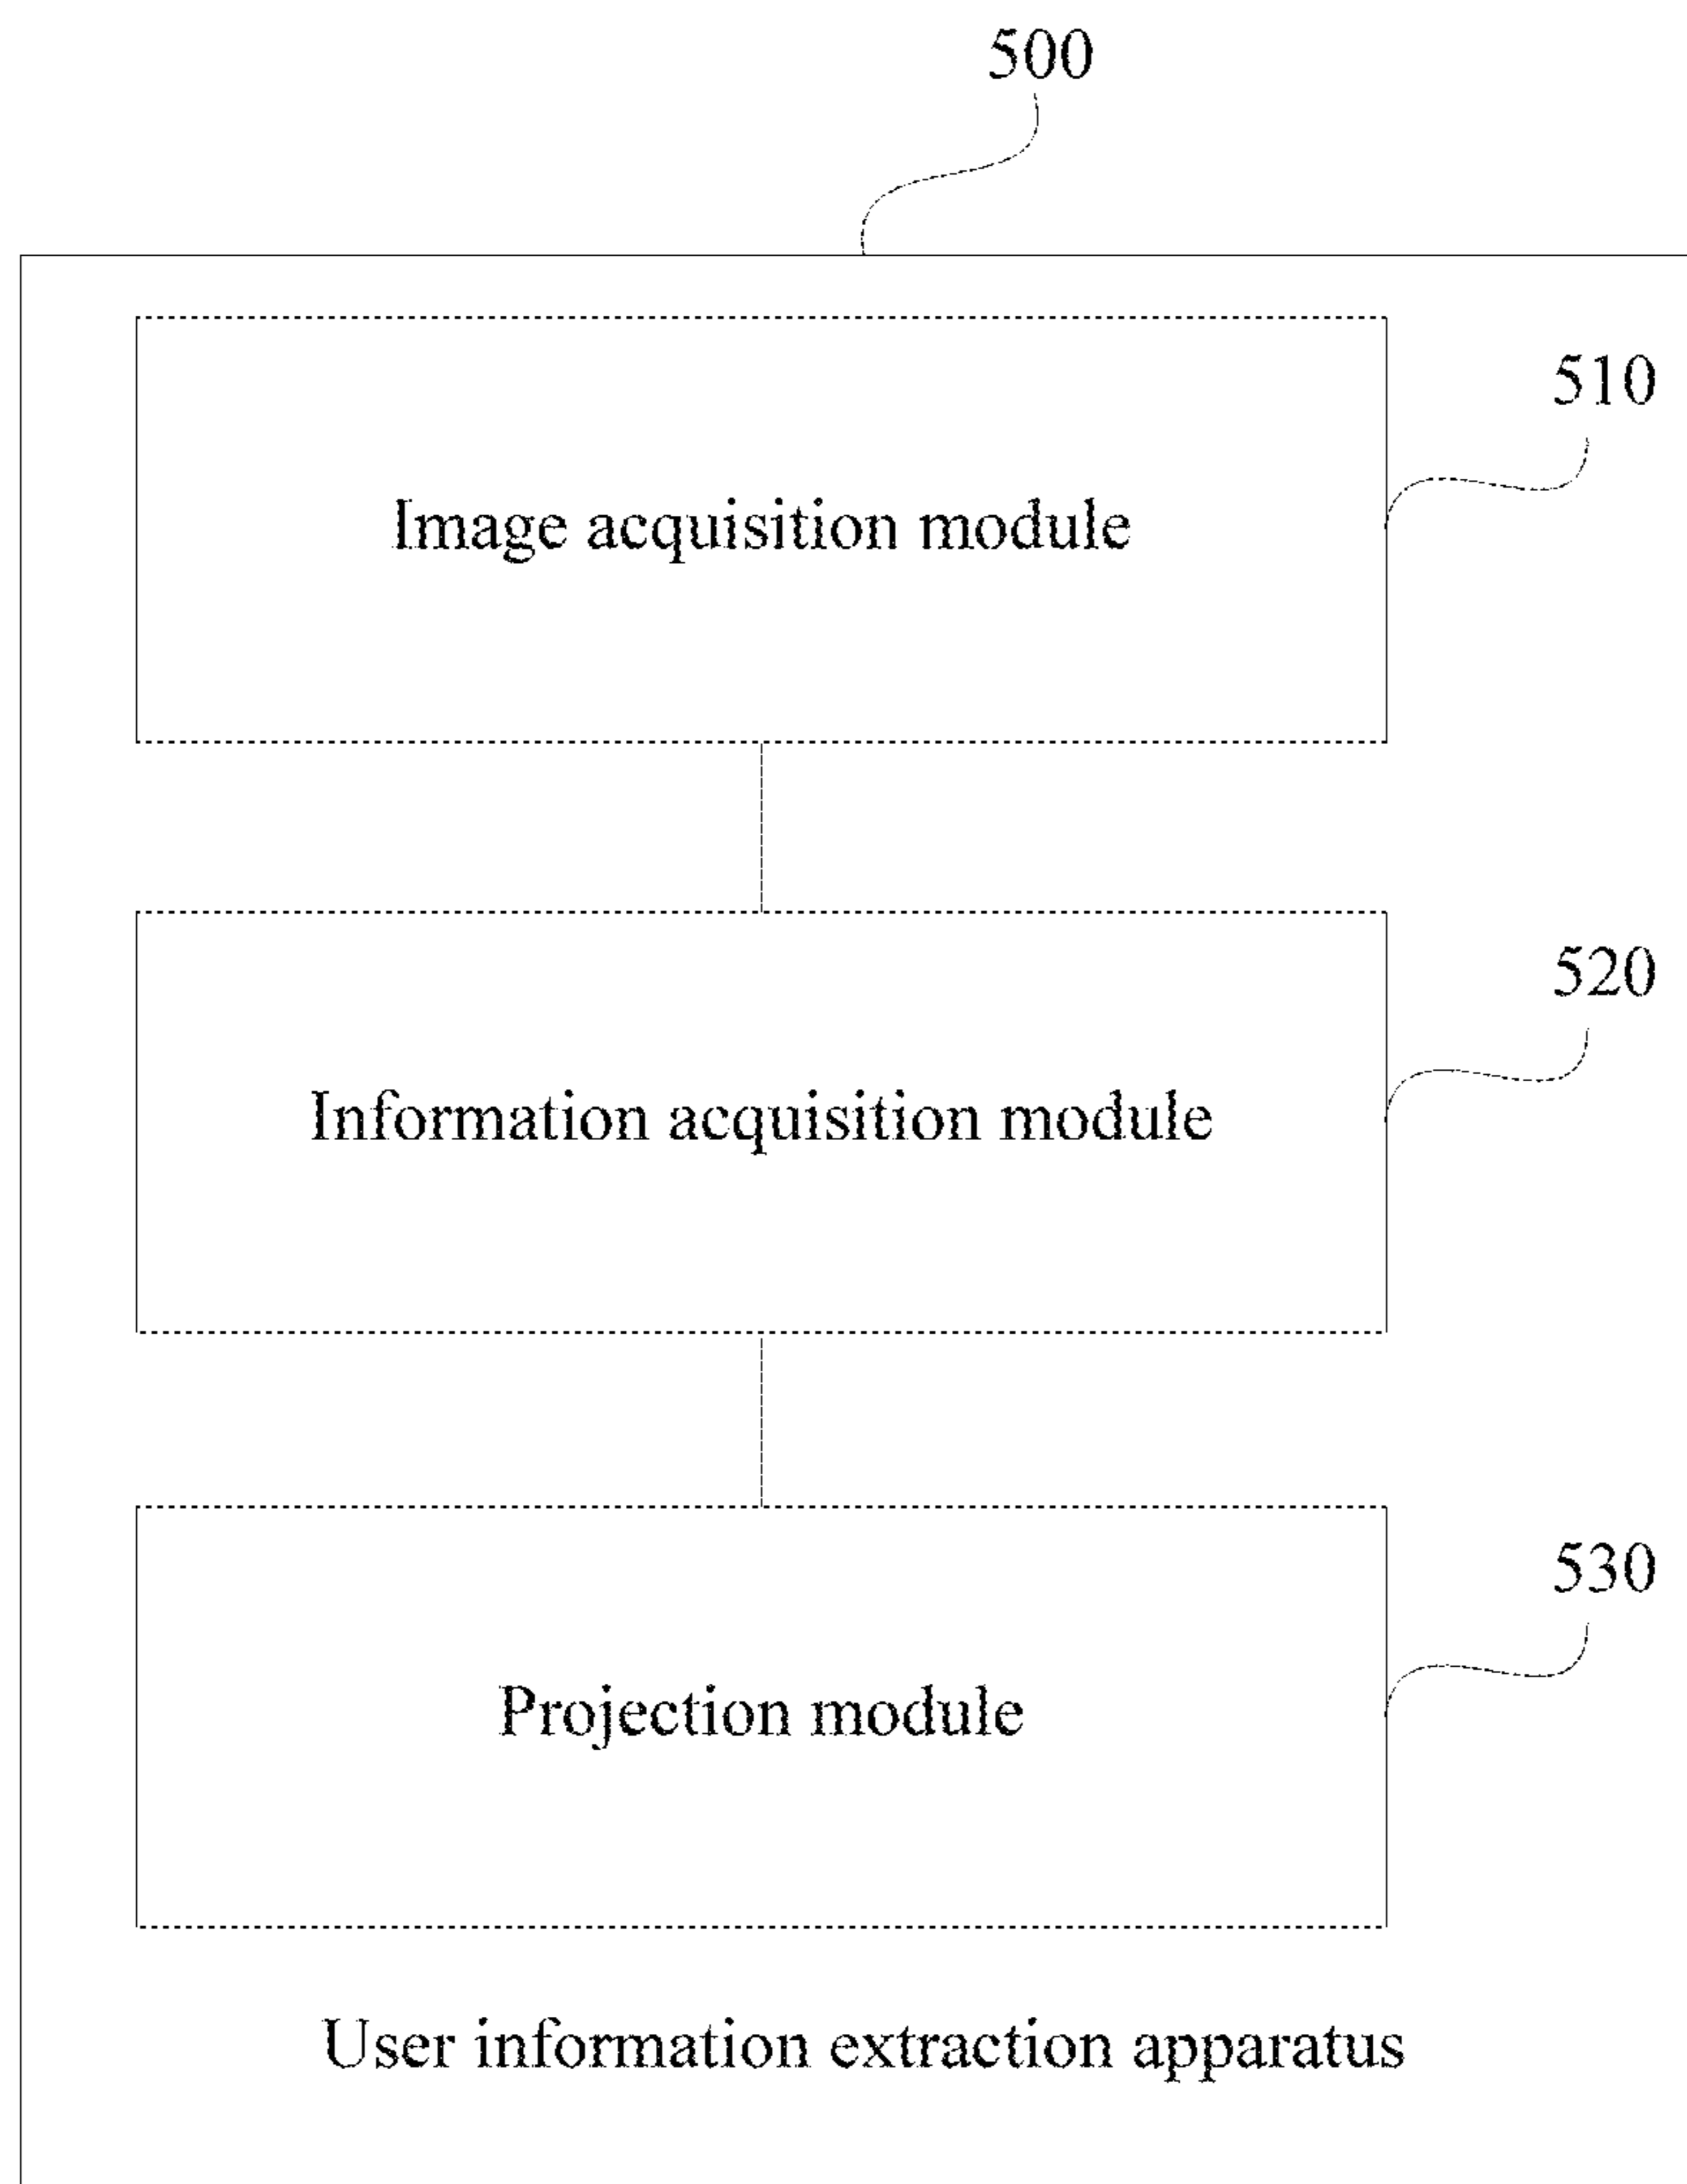 500
510
Image acquisition module
520
Information acquisition module
530
Projection module
User information extraction apparatus